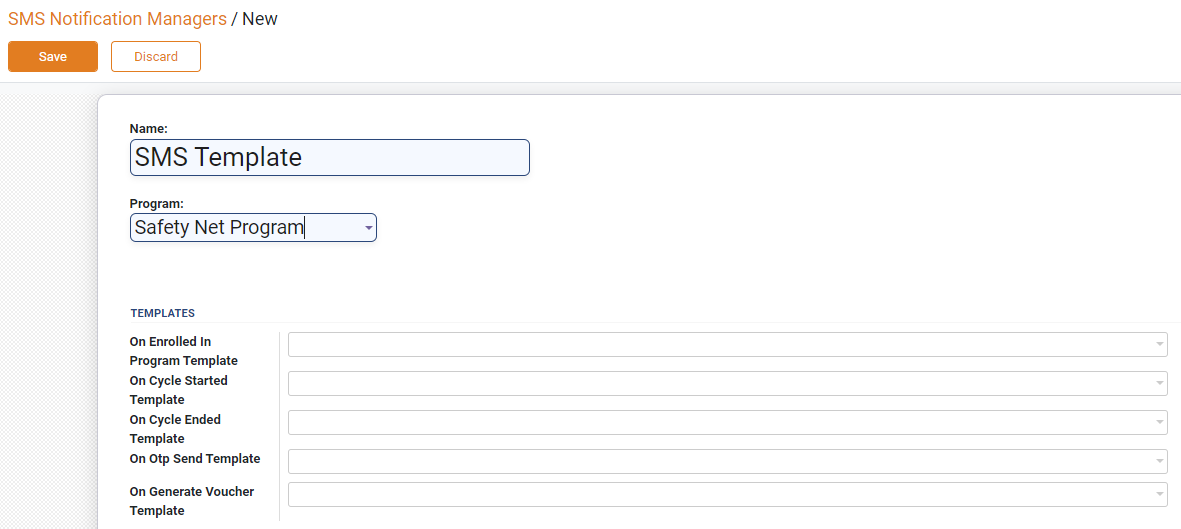 SMS Notification Managers / New
Save
Discard
Name:
SMS Template
Program:
Safety Net Program
TEMPLATES
On Enrolled In
Program Template
On Cycle Started
Template
On Cycle Ended
Template
On Otp Send Template
On Generate Voucher
Template